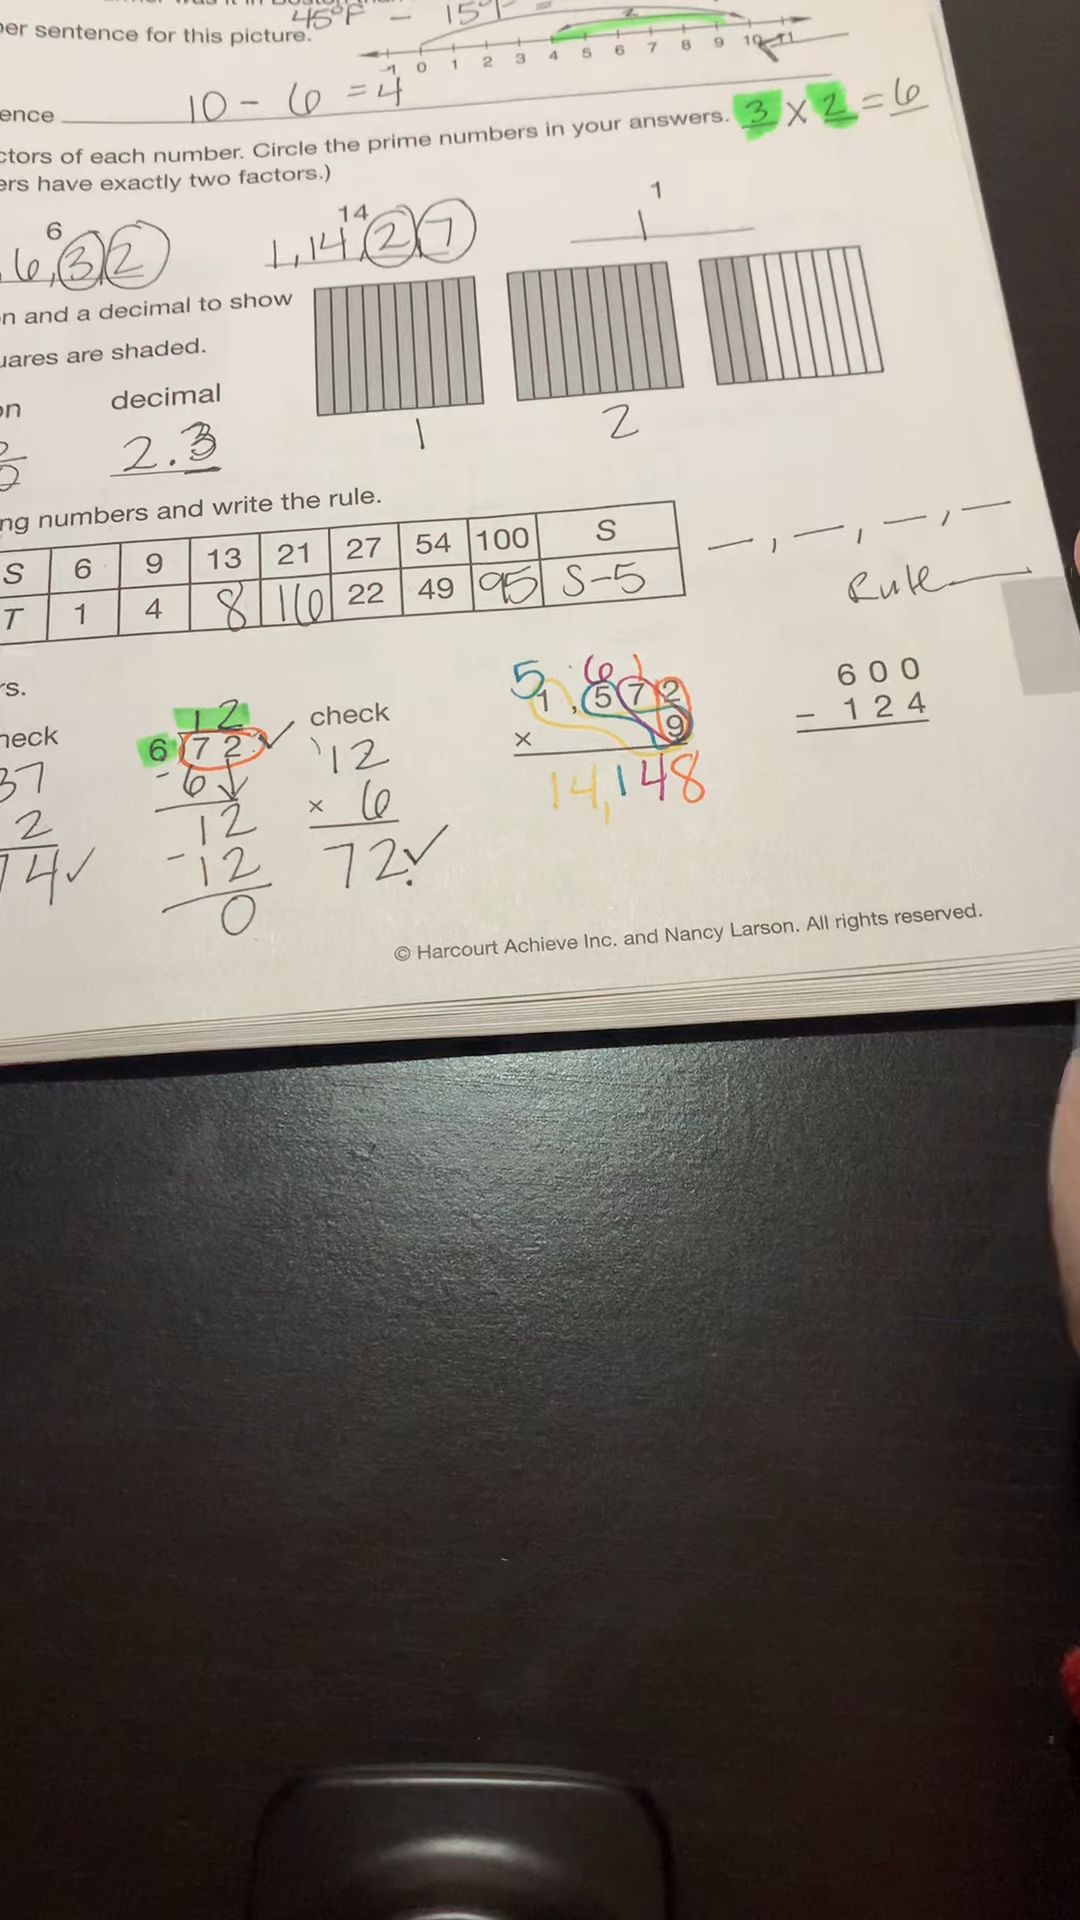 45°F - 15°F =
er sentence for this picture.
-1 0 1 2 3 4 5 6 7 8 9 10 11
ence 10 - 6 = 4
ctors of each number. Circle the prime numbers in your answers. 3 x 2 = 6
ers have exactly two factors.)
6 14 1
6, 3, 2 1, 14, 2, 7 1
n and a decimal to show
uares are shaded.
on decimal
2.3
1 2
ng numbers and write the rule.
S 6 9 13 21 27 54 100 S
T 1 4 8 16 22 49 95 S-5
_, _, _, _
Rule
rs.
heck
37
2
74✓
12
6 72 ✓
-6↓
12
-12
0
check
1
12
x 6
72✓.
5 6 1
1,572
x 9
14,148
600
- 124
© Harcourt Achieve Inc. and Nancy Larson. All rights reserved.